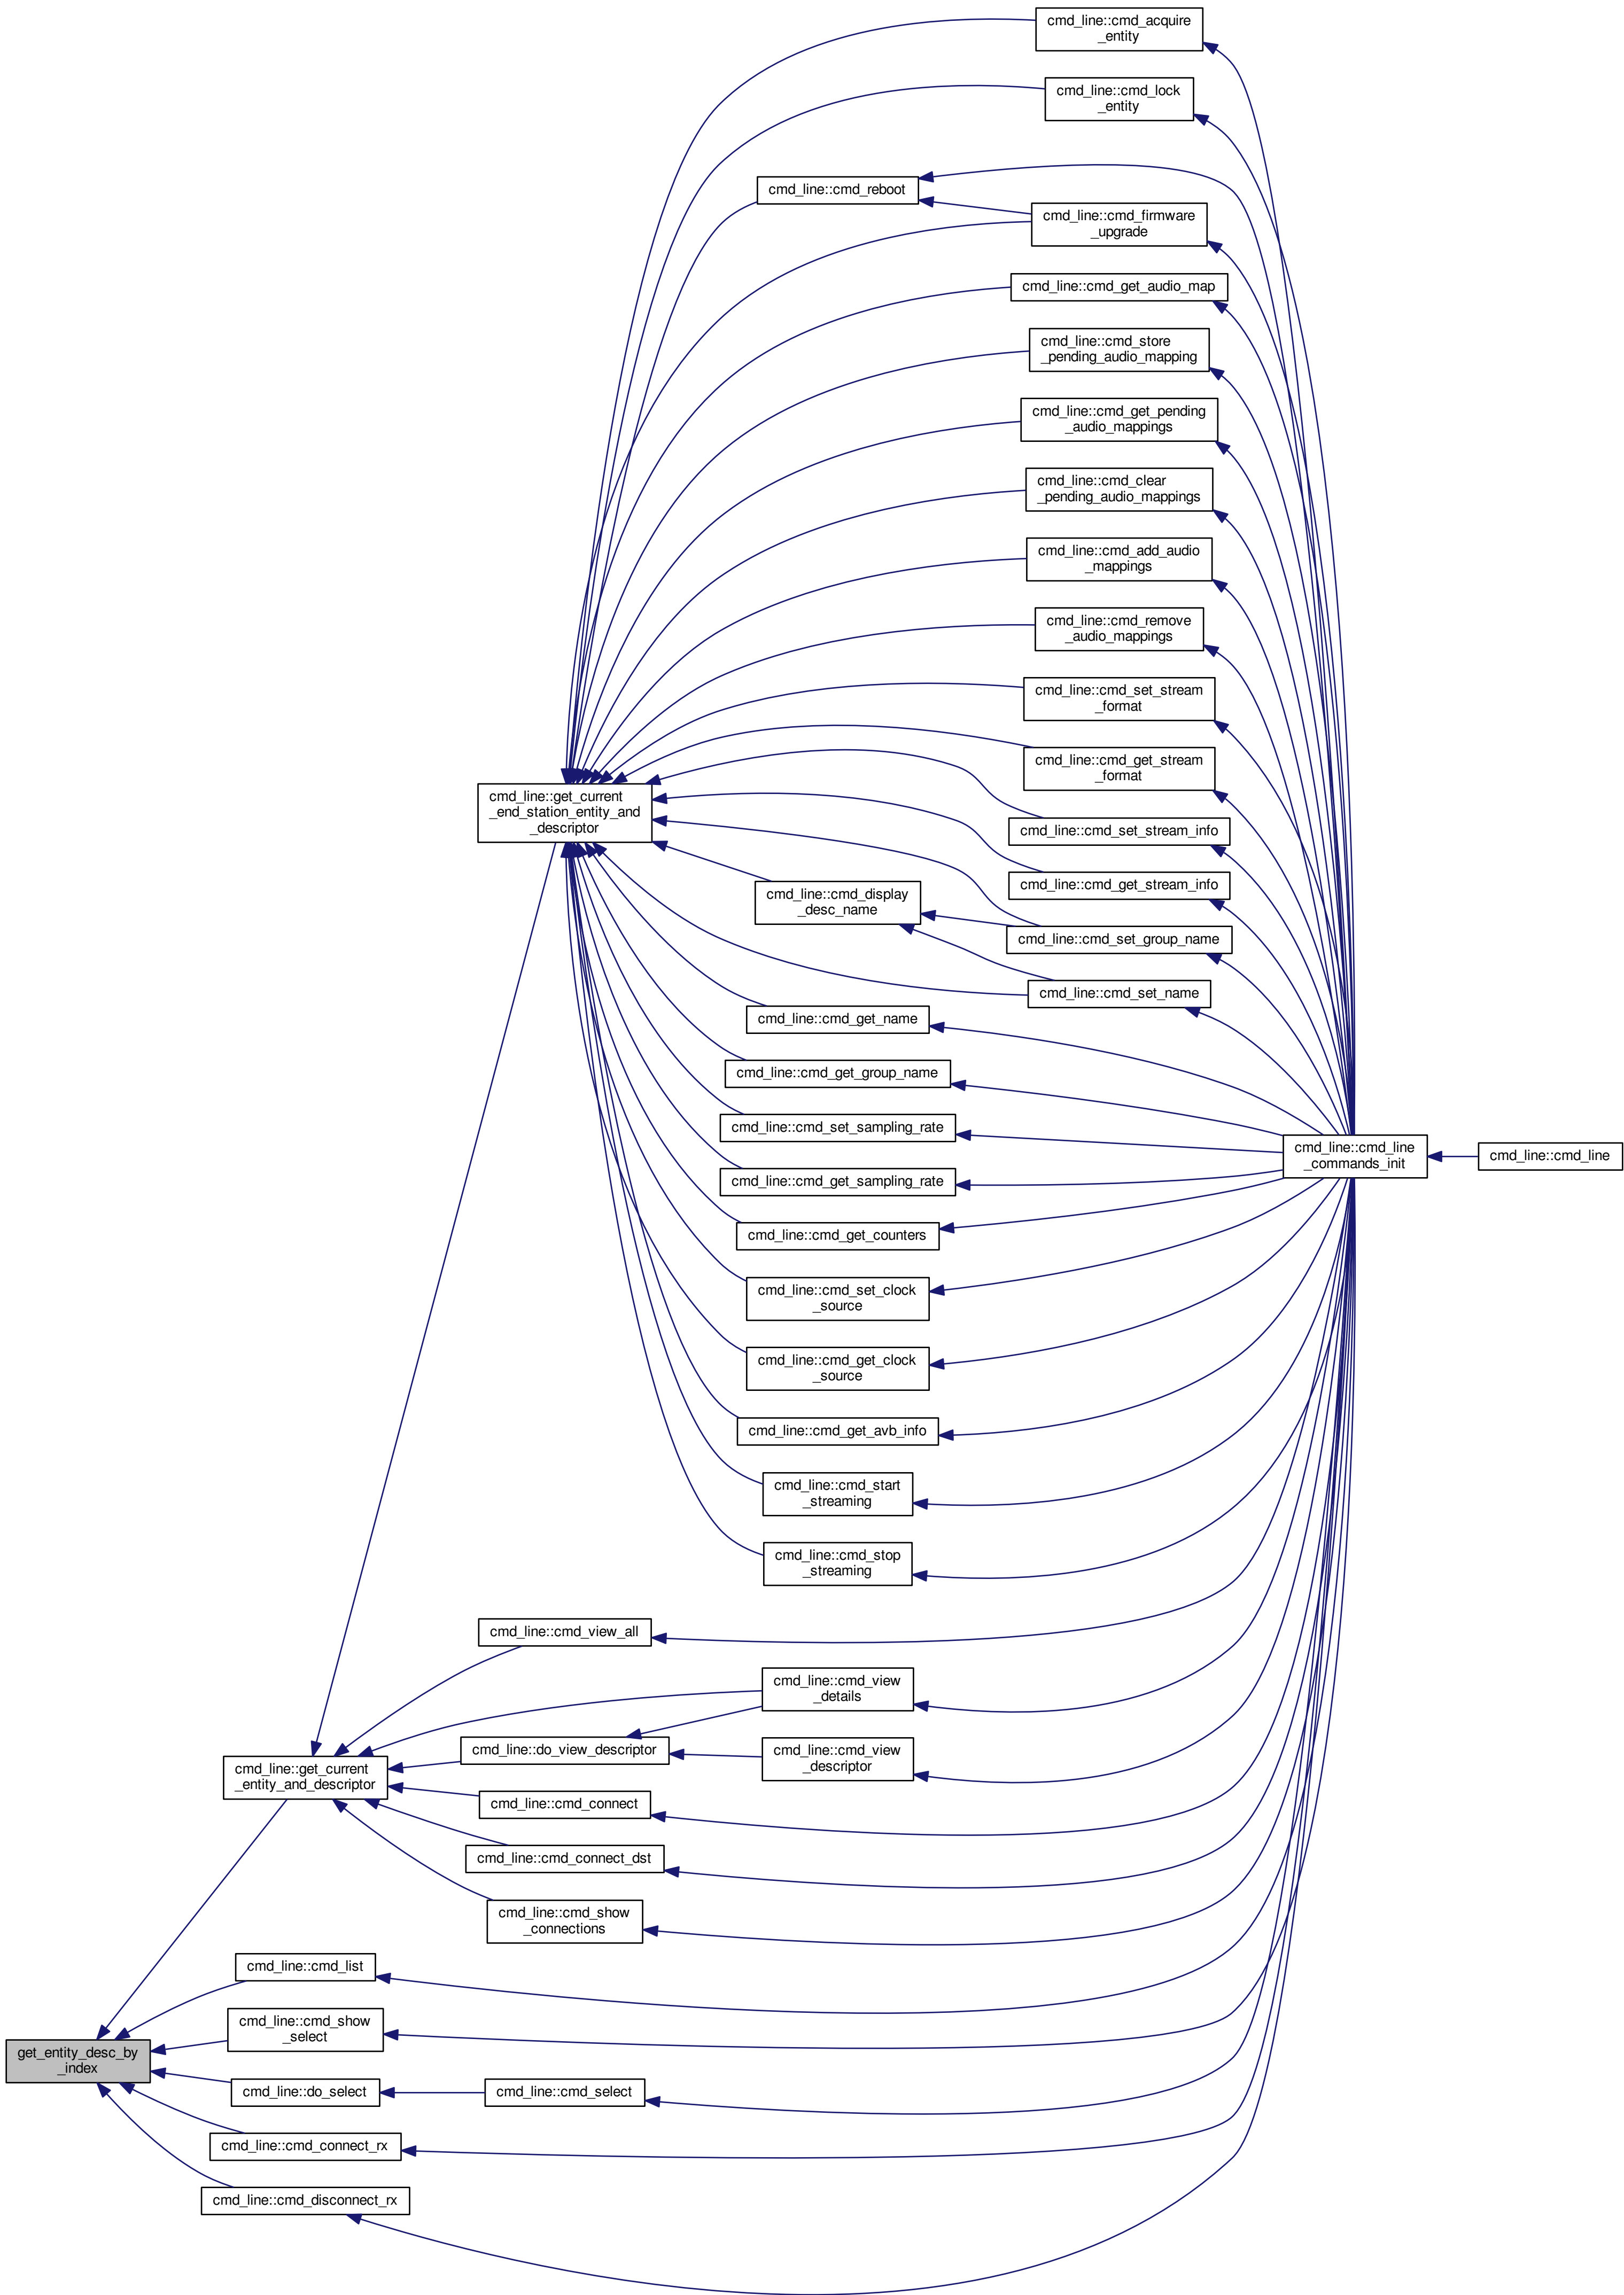 cmd_line::cmd_acquire
_entity
cmd_line::cmd_lock
_entity
cmd_line::cmd_reboot
cmd_line::cmd_firmware
_upgrade
cmd_line::cmd_get_audio_map
cmd_line::cmd_store
_pending_audio_mapping
cmd_line::cmd_get_pending
_audio_mappings
cmd_line::cmd_clear
_pending_audio_mappings
cmd_line::cmd_add_audio
_mappings
cmd_line::cmd_remove
_audio_mappings
cmd_line::cmd_set_stream
_format
cmd_line::cmd_get_stream
_format
cmd_line::get_current
_end_station_entity_and
_descriptor
cmd_line::cmd_set_stream_info
cmd_line::cmd_get_stream_info
cmd_line::cmd_display
_desc_name
cmd_line::cmd_set_group_name
cmd_line::cmd_set_name
cmd_line::cmd_get_name
cmd_line::cmd_get_group_name
cmd_line::cmd_set_sampling_rate
cmd_line::cmd_line
_commands_init
cmd_line::cmd_line
cmd_line::cmd_get_sampling_rate
cmd_line::cmd_get_counters
cmd_line::cmd_set_clock
_source
cmd_line::cmd_get_clock
_source
cmd_line::cmd_get_avb_info
cmd_line::cmd_start
_streaming
cmd_line::cmd_stop
_streaming
cmd_line::cmd_view_all
cmd_line::cmd_view
_details
cmd_line::do_view_descriptor
cmd_line::cmd_view
_descriptor
cmd_line::get_current
_entity_and_descriptor
cmd_line::cmd_connect
cmd_line::cmd_connect_dst
cmd_line::cmd_show
_connections
cmd_line::cmd_list
cmd_line::cmd_show
_select
get_entity_desc_by
_index
cmd_line::do_select
cmd_line::cmd_select
cmd_line::cmd_connect_rx
cmd_line::cmd_disconnect_rx